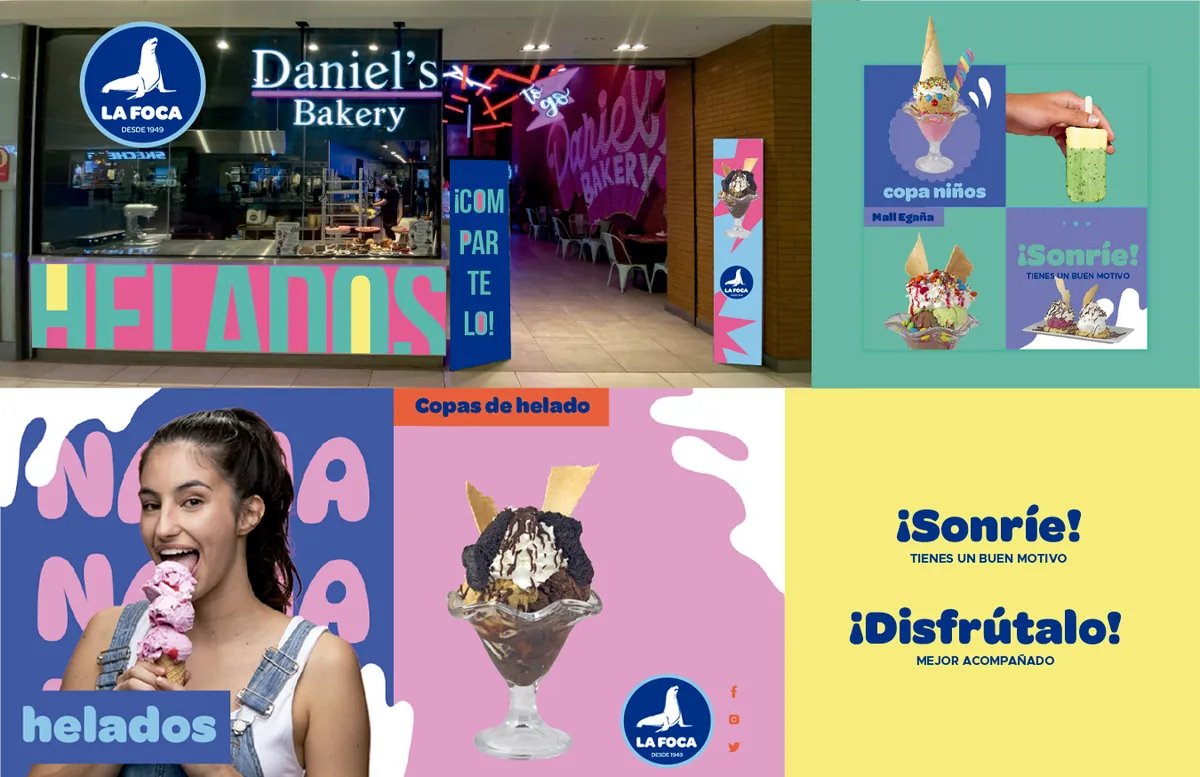 LA FOCA
DESDE 1949
Daniel's
Bakery
to go
Daniel
BAKERY
¡COM
PAR
TE
LO!
LA FOCA
HELADOS
copa niños
Mall Egaña
¡Sonríe!
TIENES UN BUEN MOTIVO
helados
Copas de helado
LA FOCA
DESDE 1949
¡Sonríe!
TIENES UN BUEN MOTIVO
¡Disfrútalo!
MEJOR ACOMPAÑADO